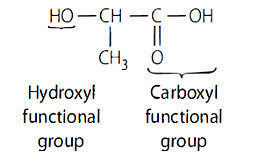 HO — CH — C — OH
CH₃ O
Hydroxyl Carboxyl
functional functional
group group